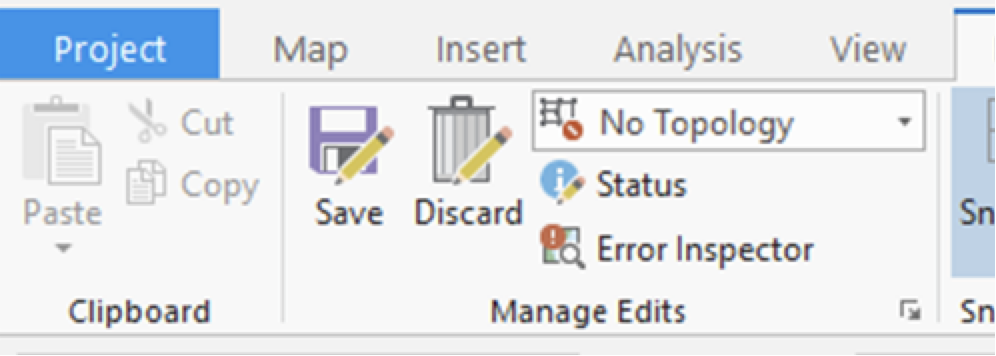 Project Map Insert Analysis View
Cut
Copy
Paste
Save
Discard
No Topology
Status
Error Inspector
Clipboard
Manage Edits